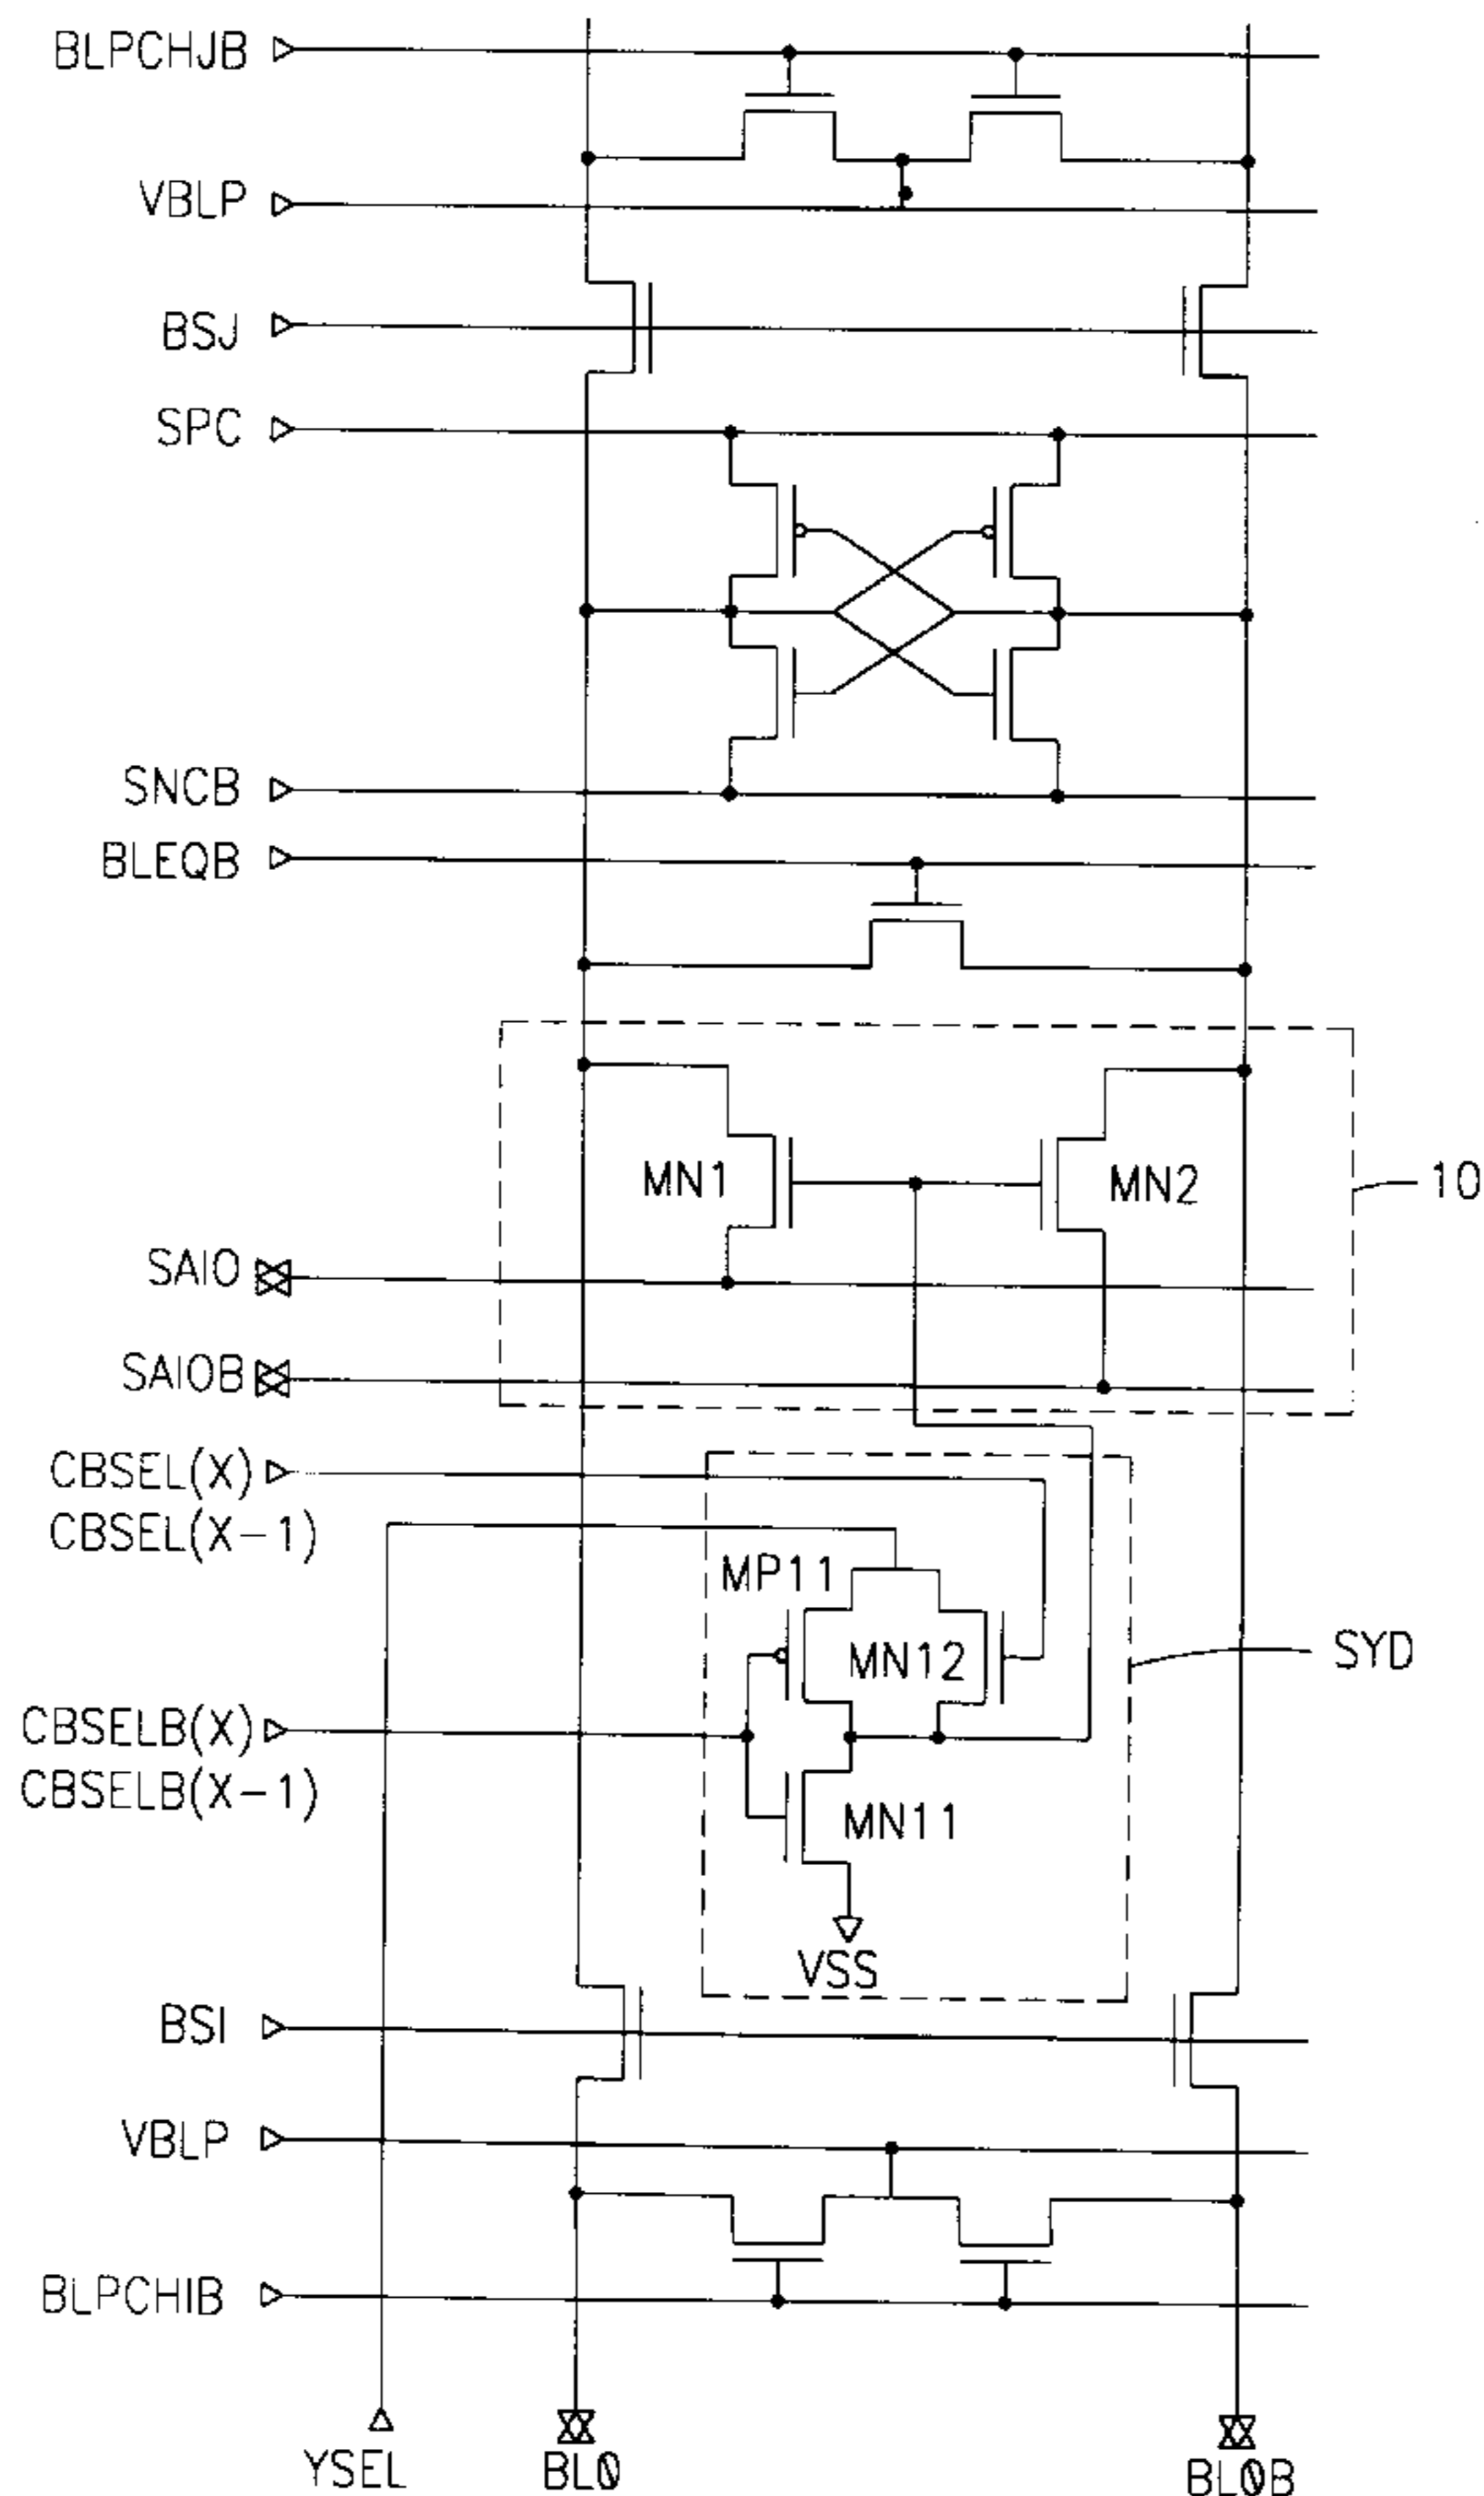 BLPCHJB
VBLP
BSJ
SPC
SNCB
BLEQB
MN1
MN2
10
SAIO
SAIOB
CBSEL(X)
CBSEL(X-1)
MP11
MN12
SYD
CBSELB(X)
CBSELB(X-1)
MN11
VSS
BSI
VBLP
BLPCHIB
YSEL
BL0
BL0B